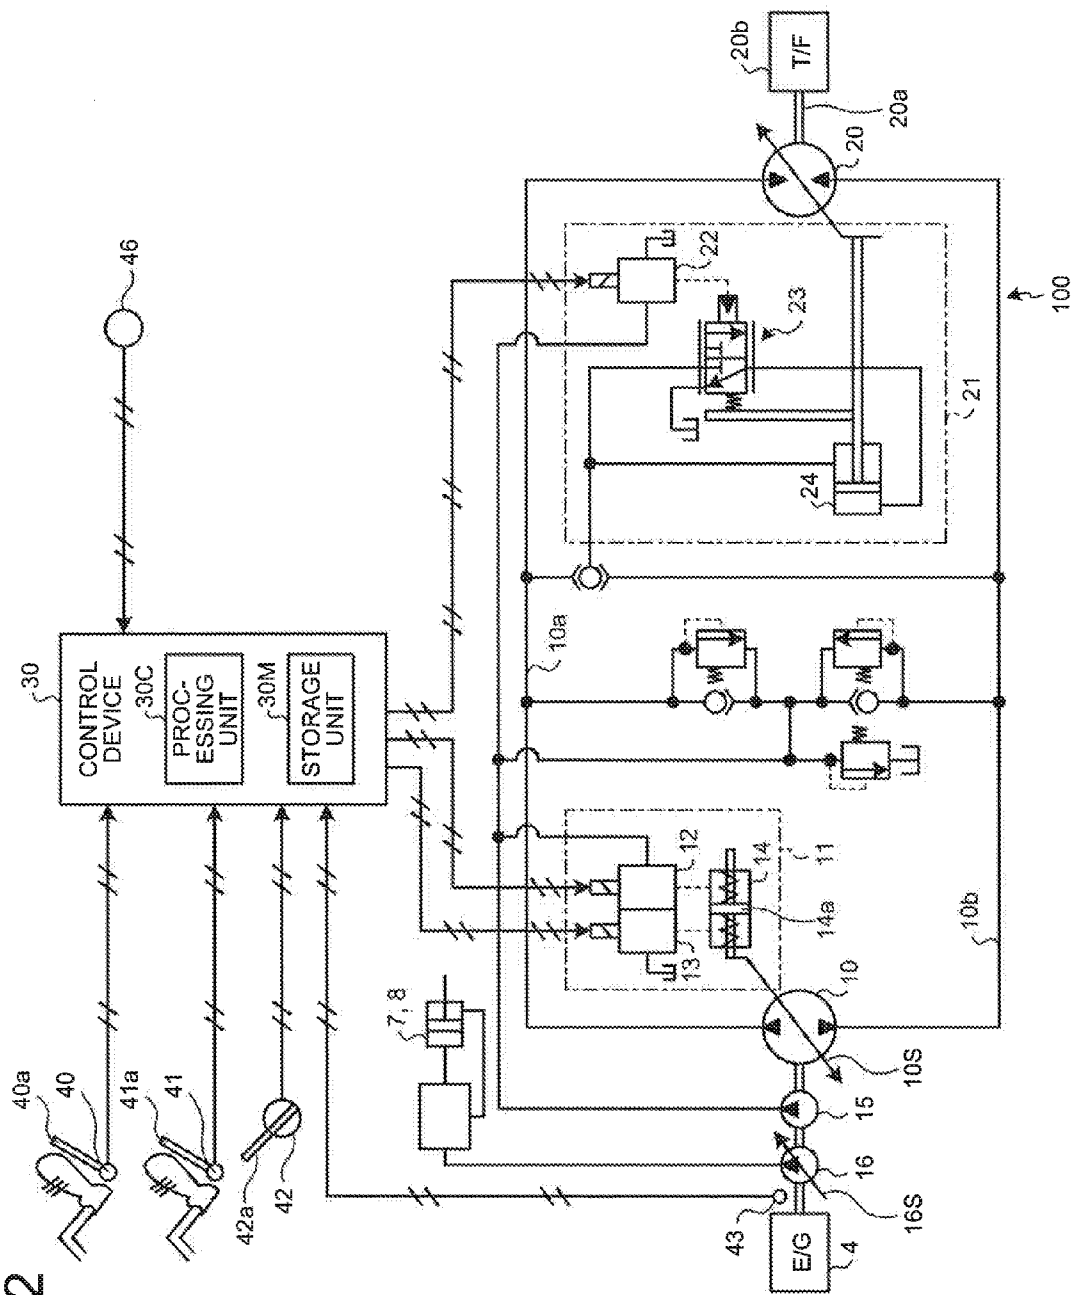 2
40a
40
41a
41
42a
42
43
30
CONTROL
DEVICE
30C
PROC-
ESSING
UNIT
30M
STORAGE
UNIT
46
7, 8
10a
10b
12
13
14
14a
11
10
10S
15
16
16S
E/G
4
22
23
24
21
20
20a
20b
T/F
100